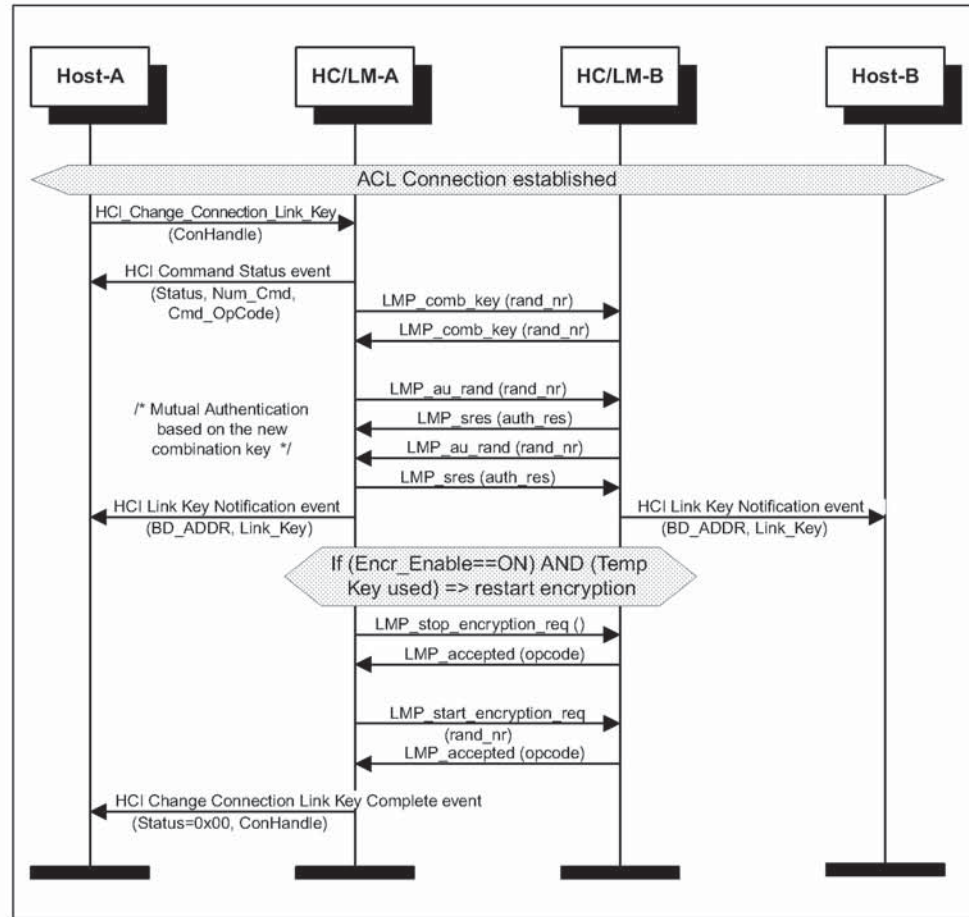 Host-A
HC/LM-A
HC/LM-B
Host-B
ACL Connection established
HCI_Change_Connection_Link_Key
(ConHandle)
HCI Command Status event
(Status, Num_Cmd,
Cmd_OpCode)
LMP_comb_key (rand_nr)
LMP_comb_key (rand_nr)
LMP_au_rand (rand_nr)
/* Mutual Authentication
based on the new
combination key */
LMP_sres (auth_res)
LMP_au_rand (rand_nr)
LMP_sres (auth_res)
HCI Link Key Notification event
(BD_ADDR, Link_Key)
HCI Link Key Notification event
(BD_ADDR, Link_Key)
If (Encr_Enable==ON) AND (Temp
Key used) => restart encryption
LMP_stop_encryption_req ()
LMP_accepted (opcode)
LMP_start_encryption_req
(rand_nr)
LMP_accepted (opcode)
HCI Change Connection Link Key Complete event
(Status=0x00, ConHandle)